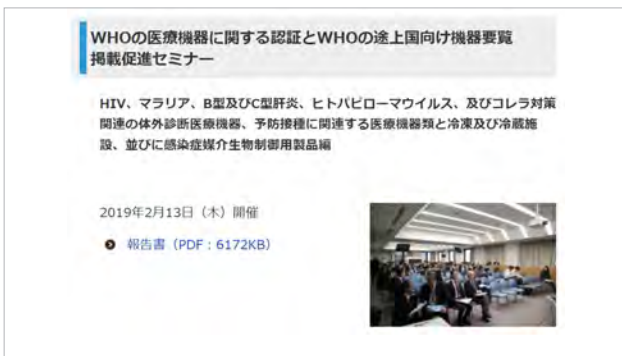 WHOの医療機器に関する認証とWHOの途上国向け機器要覧
掲載促進セミナー
HIV、マラリア、B型及びC型肝炎、ヒトパピローマウイルス、及びコレラ対策
関連の体外診断医療機器、予防接種に関連する医療機器類と冷凍及び冷蔵施
設、並びに感染症媒介生物制御用製品編
2019年2月13日（木）開催
報告書（PDF：6172KB）